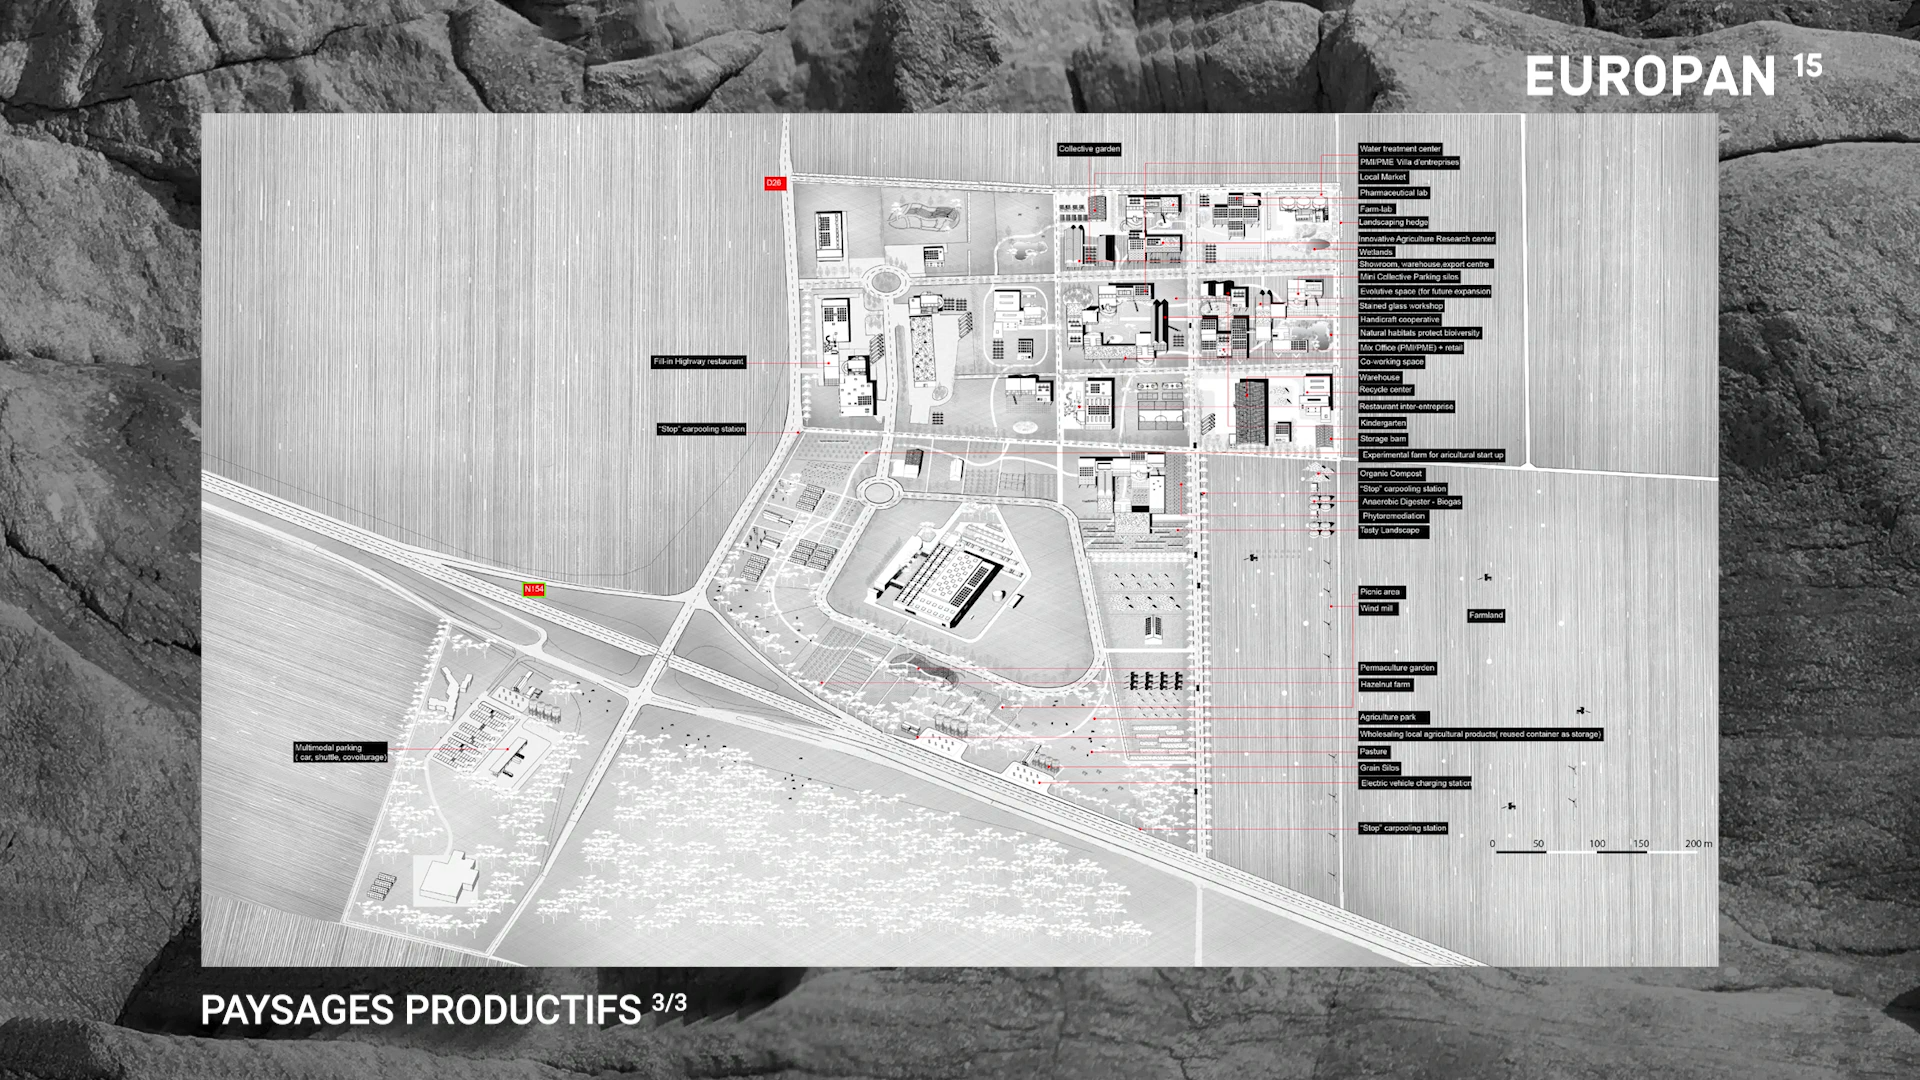 EUROPAN 15
Collective garden
Water treatment center
PMI/PME Villa d'entreprises
Local Market
D26
Pharmaceutical lab
Farm-lab
Landscaping hedge
Innovative Agriculture Research center
Wetlands
Showroom, warehouse,export centre
Mini Collective Parking silos
Evolutive space (for future expansion
Stained glass workshop
Handicraft cooperative
Natural habitats protect bioiversity
Mix Office (PMI/PME) + retail
Fill-in Highway restaurant
Co-working space
Warehouse
Recycle center
Restaurant inter-entreprise
Kindergarten
"Stop" carpooling station
Storage barn
Experimental farm for aricultural start up
Organic Compost
"Stop" carpooling station
Anaerobic Digester - Biogas
Phytoremediation
Tasty Landscape
N154
Picnic area
Wind mill
Farmland
Permaculture garden
Hazelnut farm
Agriculture park
Wholesaling local agricultural products( reused container as storage)
Multimodal parking
( car, shuttle, covoiturage)
Pasture
Grain Silos
Electric vehicle charging station
"Stop" carpooling station
0 50 100 150 200 m
PAYSAGES PRODUCTIFS 3/3